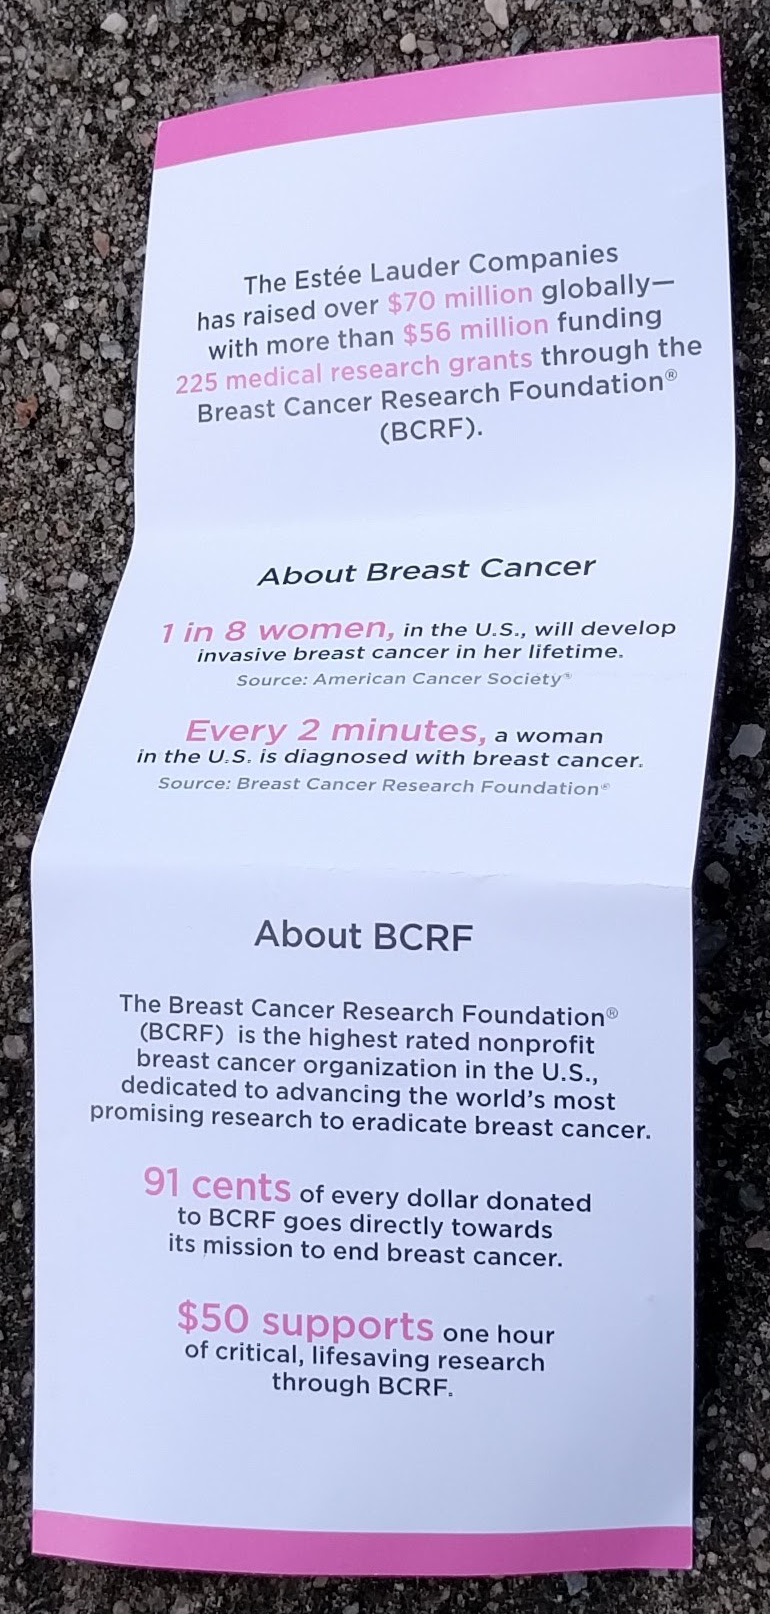 The Estée Lauder Companies
has raised over $70 million globally—
with more than $56 million funding
225 medical research grants through the
Breast Cancer Research Foundation®
(BCRF).
About Breast Cancer
1 in 8 women, in the U.S., will develop
invasive breast cancer in her lifetime.
Source: American Cancer Society®
Every 2 minutes, a woman
in the U.S. is diagnosed with breast cancer.
Source: Breast Cancer Research Foundation®
About BCRF
The Breast Cancer Research Foundation®
(BCRF) is the highest rated nonprofit
breast cancer organization in the U.S.,
dedicated to advancing the world's most
promising research to eradicate breast cancer.
91 cents of every dollar donated
to BCRF goes directly towards
its mission to end breast cancer.
$50 supports one hour
of critical, lifesaving research
through BCRF.